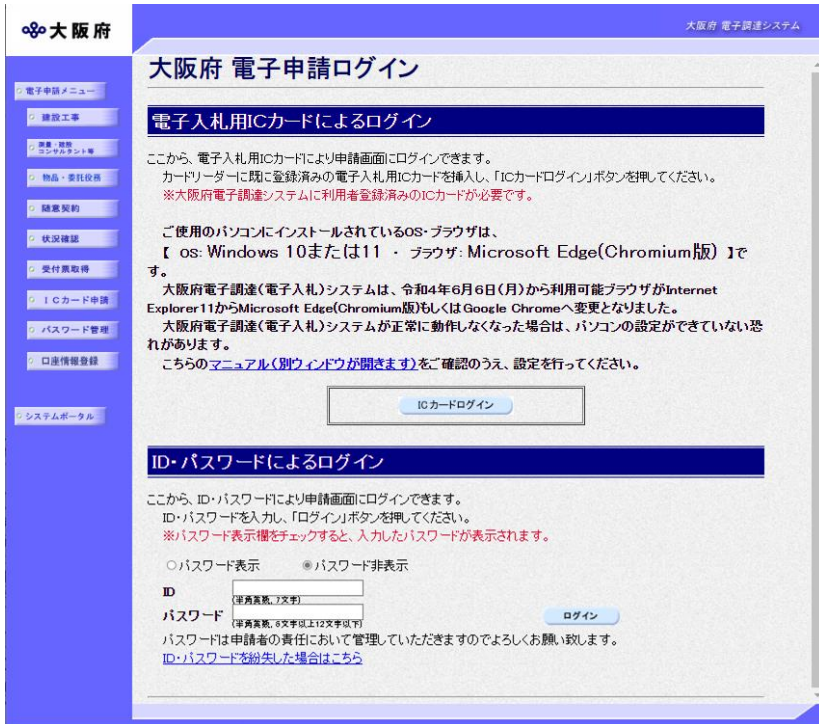 大阪府
大阪府 電子調達システム
電子申請メニュー
建設工事
測量・建設
コンサルタント等
物品・委託役務
随意契約
状況確認
受付票取得
ICカード申請
パスワード管理
口座情報登録
システムポータル
大阪府 電子申請ログイン
電子入札用ICカードによるログイン
ここから、電子入札用ICカードにより申請画面にログインできます。
カードリーダーに既に登録済みの電子入札用ICカードを挿入し、「ICカードログイン」ボタンを押してください。
※大阪府電子調達システムに利用者登録済みのICカードが必要です。
ご使用のパソコンにインストールされているOS・ブラウザは、
【 OS: Windows 10または11 ・ ブラウザ: Microsoft Edge(Chromium版) 】で
す。
大阪府電子調達(電子入札)システムは、令和4年6月6日(月)から利用可能ブラウザがInternet
Explorer11からMicrosoft Edge(Chromium版)もしくはGoogle Chromeへ変更となりました。
大阪府電子調達(電子入札)システムが正常に動作しなくなった場合は、パソコンの設定ができていない恐
れがあります。
こちらのマニュアル(別ウィンドウが開きます)をご確認のうえ、設定を行ってください。
ICカードログイン
ID・パスワードによるログイン
ここから、ID・パスワードにより申請画面にログインできます。
ID・パスワードを入力し、「ログイン」ボタンを押してください。
※パスワード表示欄をチェックすると、入力したパスワードが表示されます。
パスワード表示 パスワード非表示
ID
(半角英数, 7文字)
パスワード
(半角英数, 6文字以上12文字以下)
ログイン
パスワードは申請者の責任において管理していただきますのでよろしくお願い致します。
ID・パスワードを紛失した場合はこちら